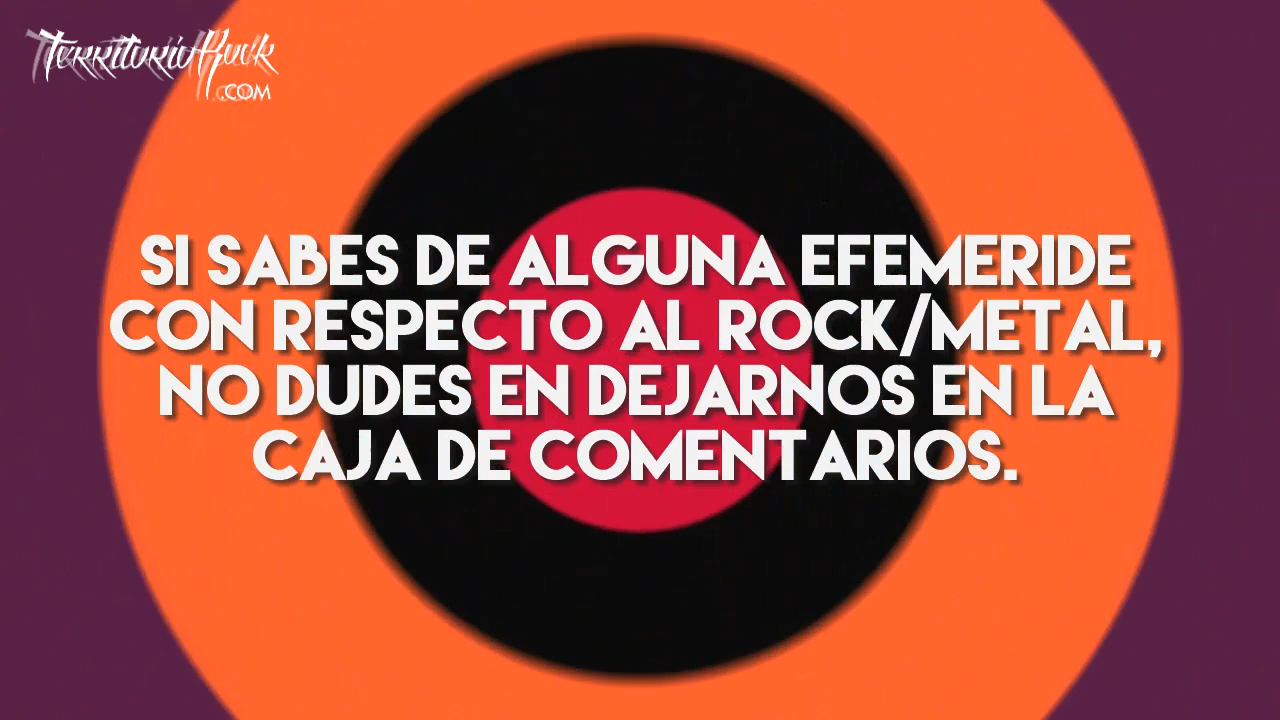 TerritorioRock
.COM
SI SABES DE ALGUNA EFEMERIDE
CON RESPECTO AL ROCK/METAL,
NO DUDES EN DEJARNOS EN LA
CAJA DE COMENTARIOS.